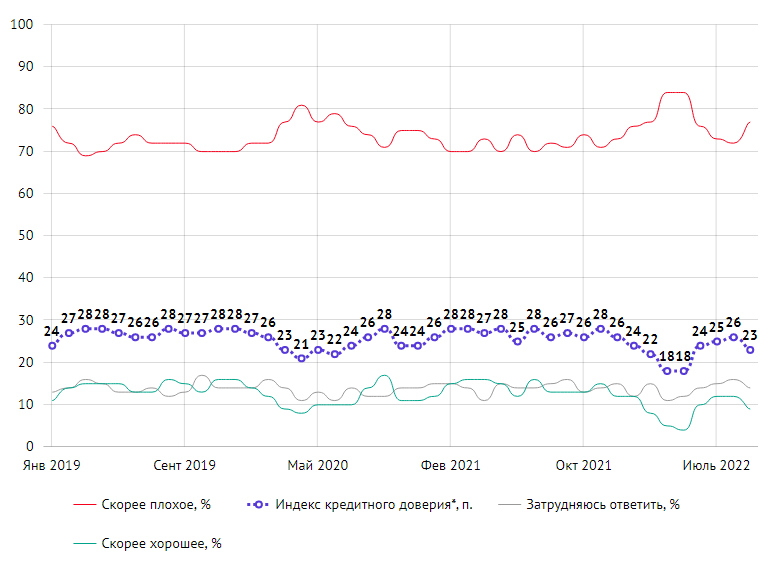 100
90
80
70
60
50
40
30
20
10
0
24 27 28 28 27 26 26 28 27 27 28 28 27 26 23 21 23 22 24 26 28 24 24 26 28 28 27 28 25 28 26 27 26 28 26 24 22 18 18 24 25 26 23
Янв 2019 Сент 2019 Май 2020 Фев 2021 Окт 2021 Июль 2022
Скорее плохое, % Индекс кредитного доверия*, п. Затрудняюсь ответить, %
Скорее хорошее, %